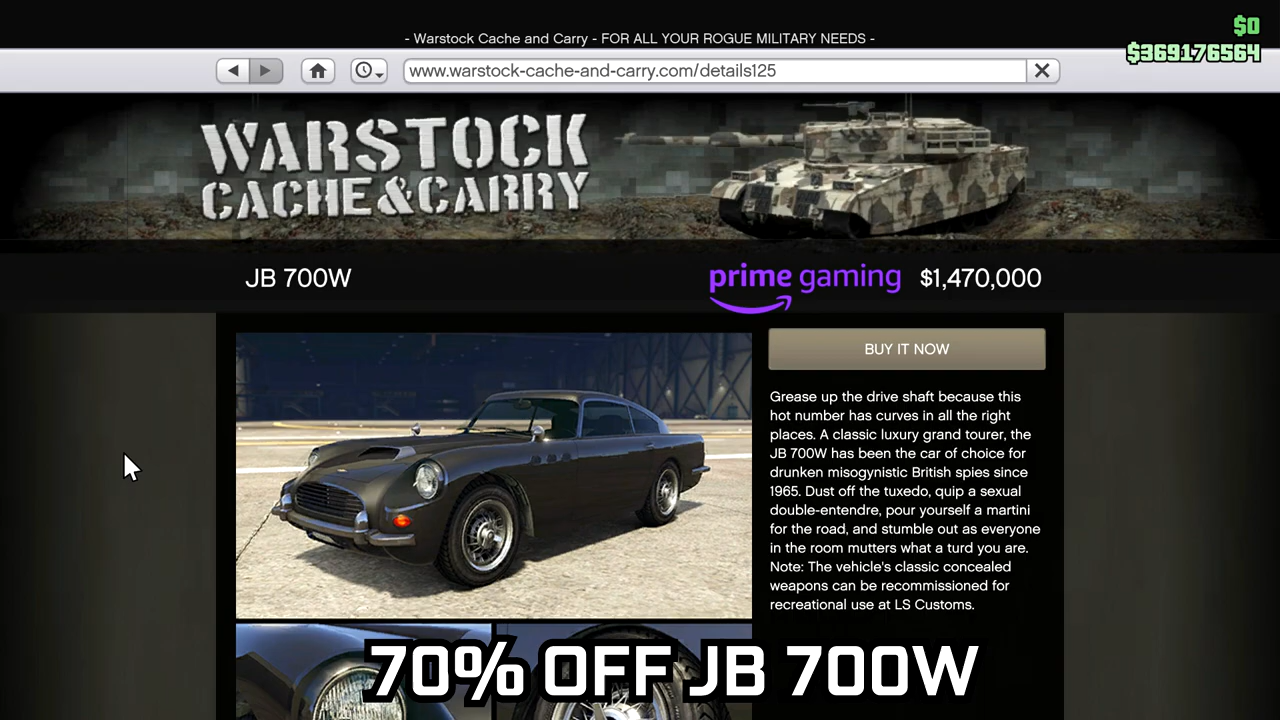 $0
- Warstock Cache and Carry - FOR ALL YOUR ROGUE MILITARY NEEDS -
$369176564
www.warstock-cache-and-carry.com/details125
WARSTOCK
CACHE & CARRY
JB 700W
prime gaming $1,470,000
BUY IT NOW
Grease up the drive shaft because this
hot number has curves in all the right
places. A classic luxury grand tourer, the
JB 700W has been the car of choice for
drunken misogynistic British spies since
1965. Dust off the tuxedo, quip a sexual
double-entendre, pour yourself a martini
for the road, and stumble out as everyone
in the room mutters what a turd you are.
Note: The vehicle's classic concealed
weapons can be recommissioned for
recreational use at LS Customs.
70% OFF JB 700W